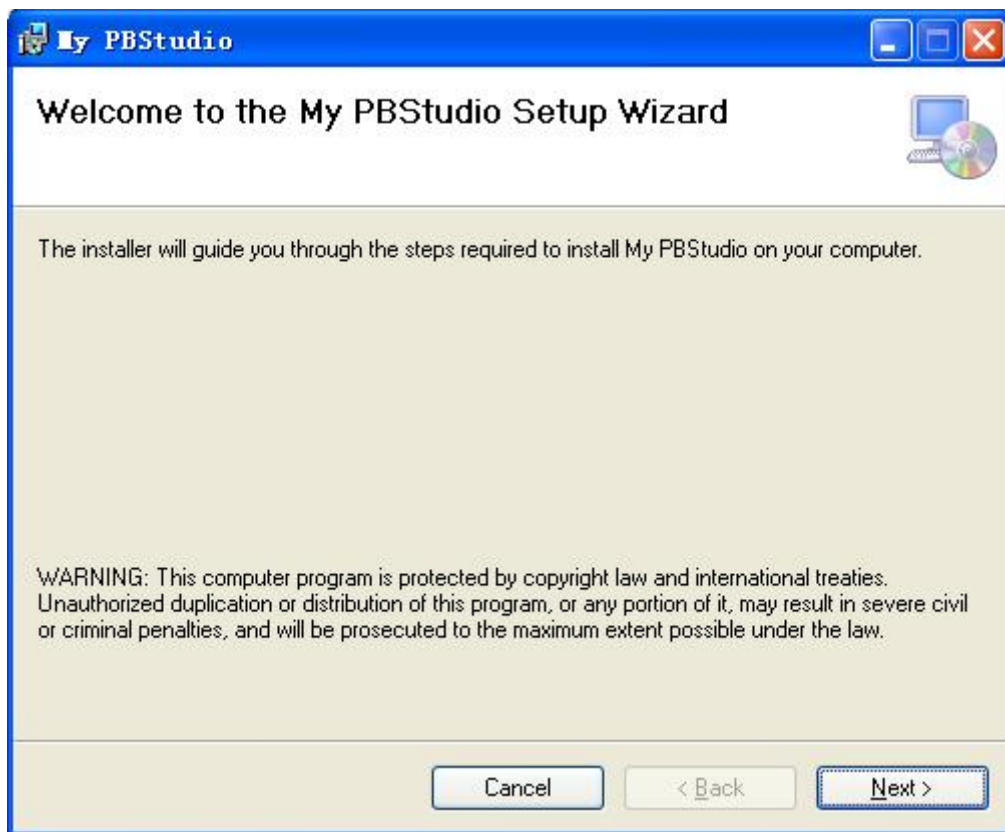 My PBStudio
Welcome to the My PBStudio Setup Wizard
The installer will guide you through the steps required to install My PBStudio on your computer.
WARNING: This computer program is protected by copyright law and international treaties.
Unauthorized duplication or distribution of this program, or any portion of it, may result in severe civil
or criminal penalties, and will be prosecuted to the maximum extent possible under the law.
Cancel
< Back
Next >